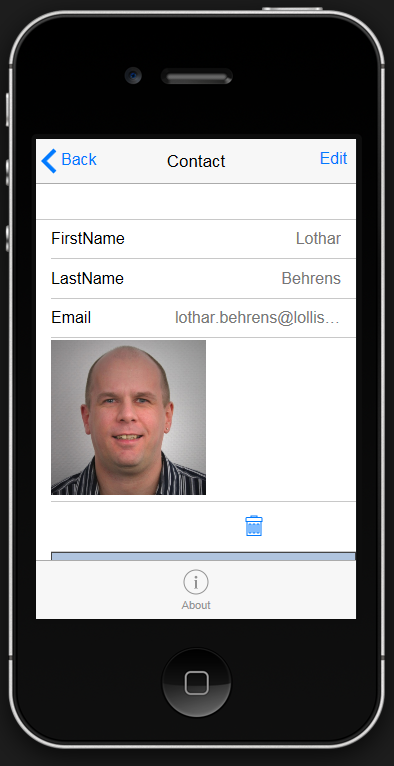 Back Contact Edit
FirstName Lothar
LastName Behrens
Email lothar.behrens@lollis...
About